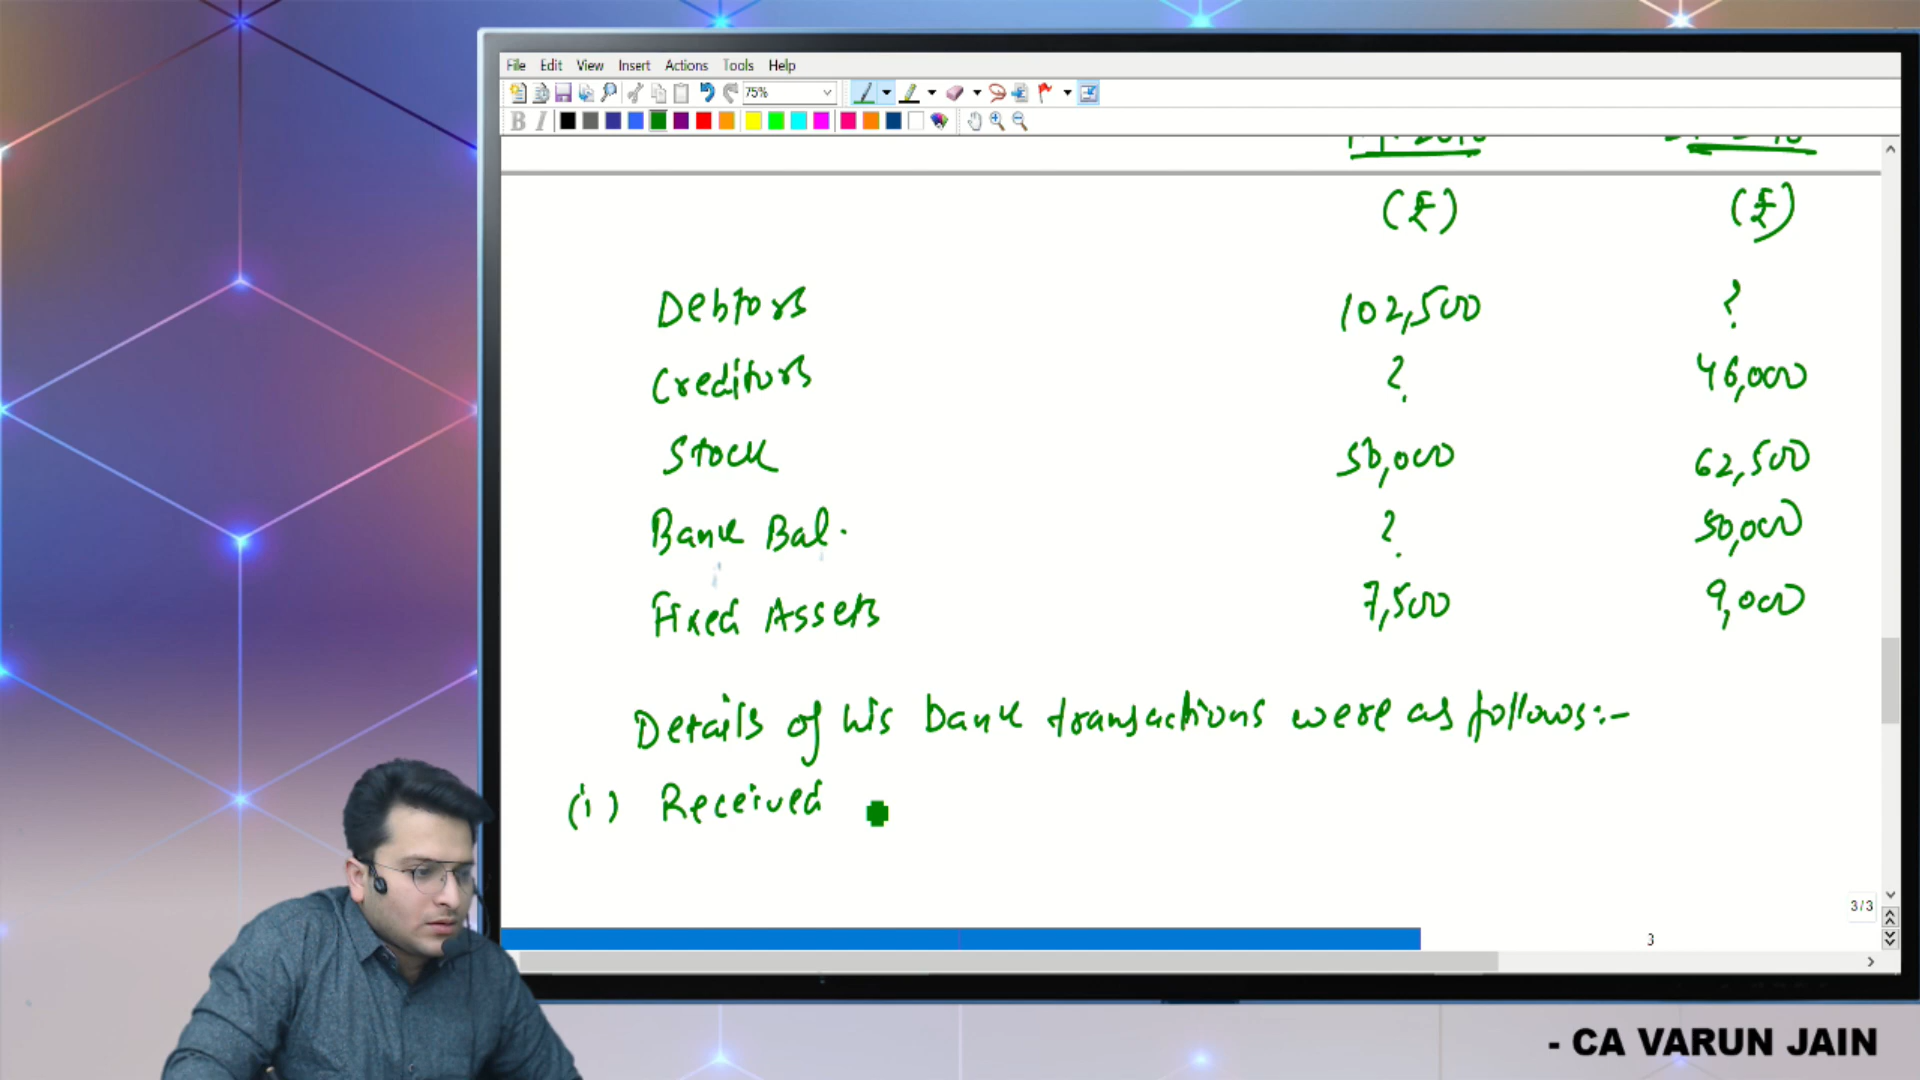 File Edit View Insert Actions Tools Help
75%
B I
(₹) (₹)
Debtors 102,500 ?
Creditors ? 46,000
Stock 50,000 62,500
Bank Bal. ? 50,000
Fixed Assets 7,500 9,000
Details of his bank transactions were as follows:-
(i) Received
3/3
3
- CA VARUN JAIN